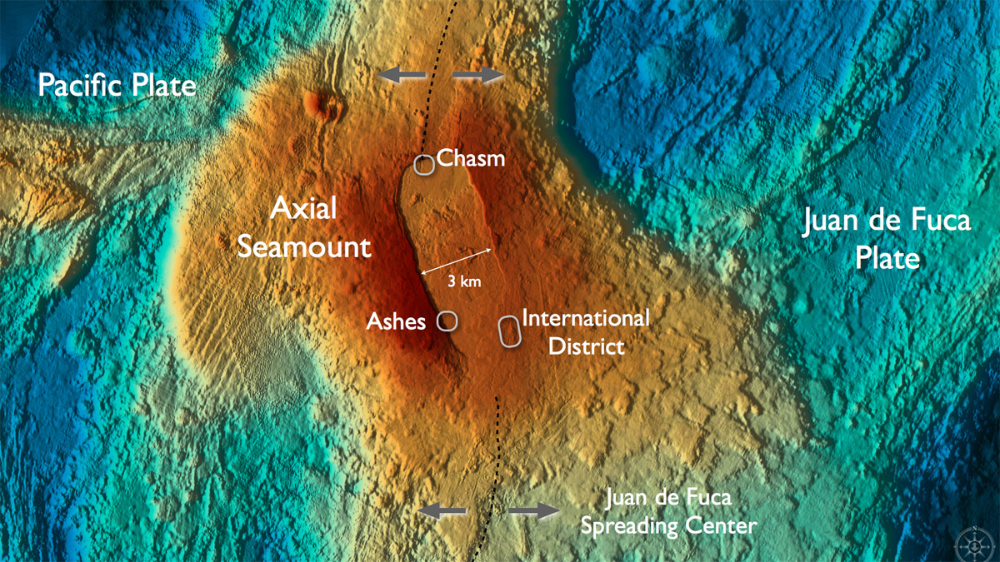 Pacific Plate
Chasm
Axial
Seamount
Juan de Fuca
Plate
3 km
Ashes
International
District
Juan de Fuca
Spreading Center
N